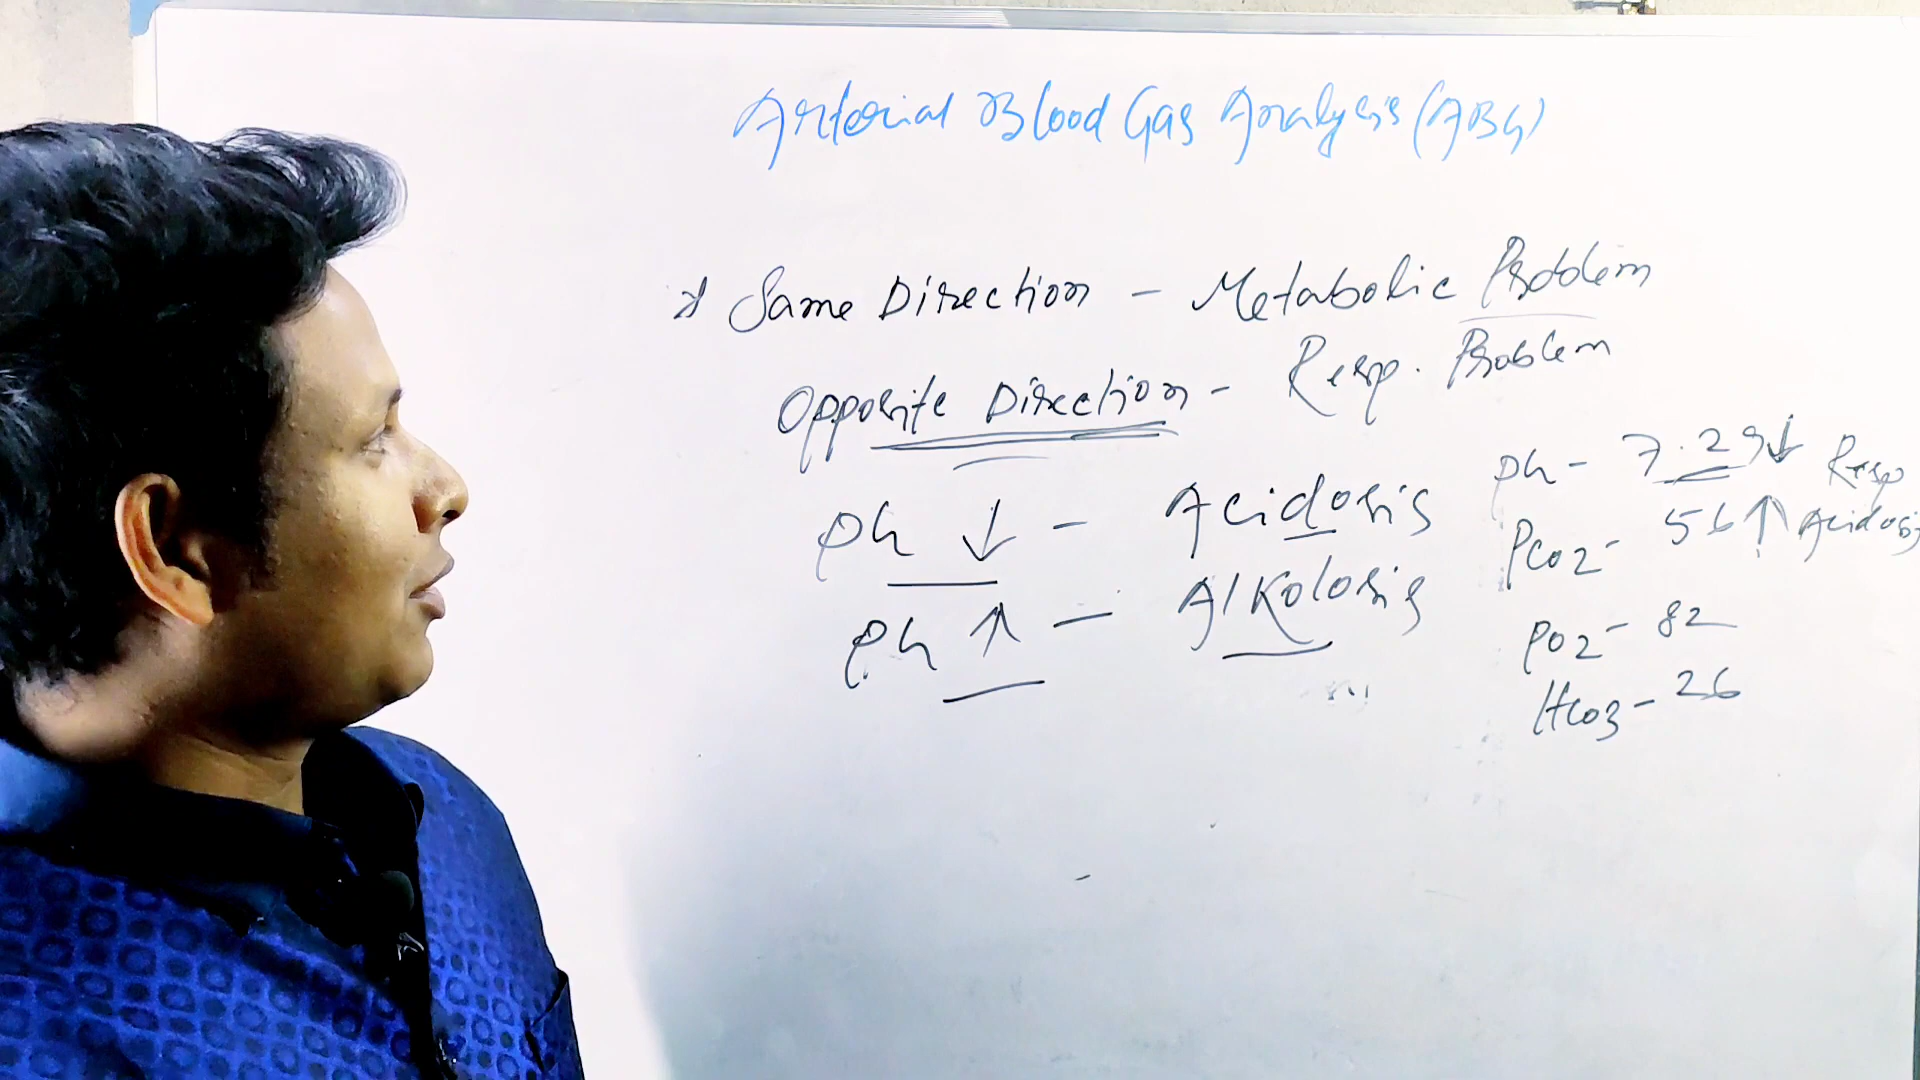 Arterial Blood Gas Analysis (ABG)
* Same Direction - Metabolic Problem
Opposite Direction - Resp. Problem
ph ↓ - Acidosis
ph ↑ - Alkolosis
ph - 7.29↓ Resp
Pco2 - 56↑ Acidosis
po2 - 82
Hco3 - 26